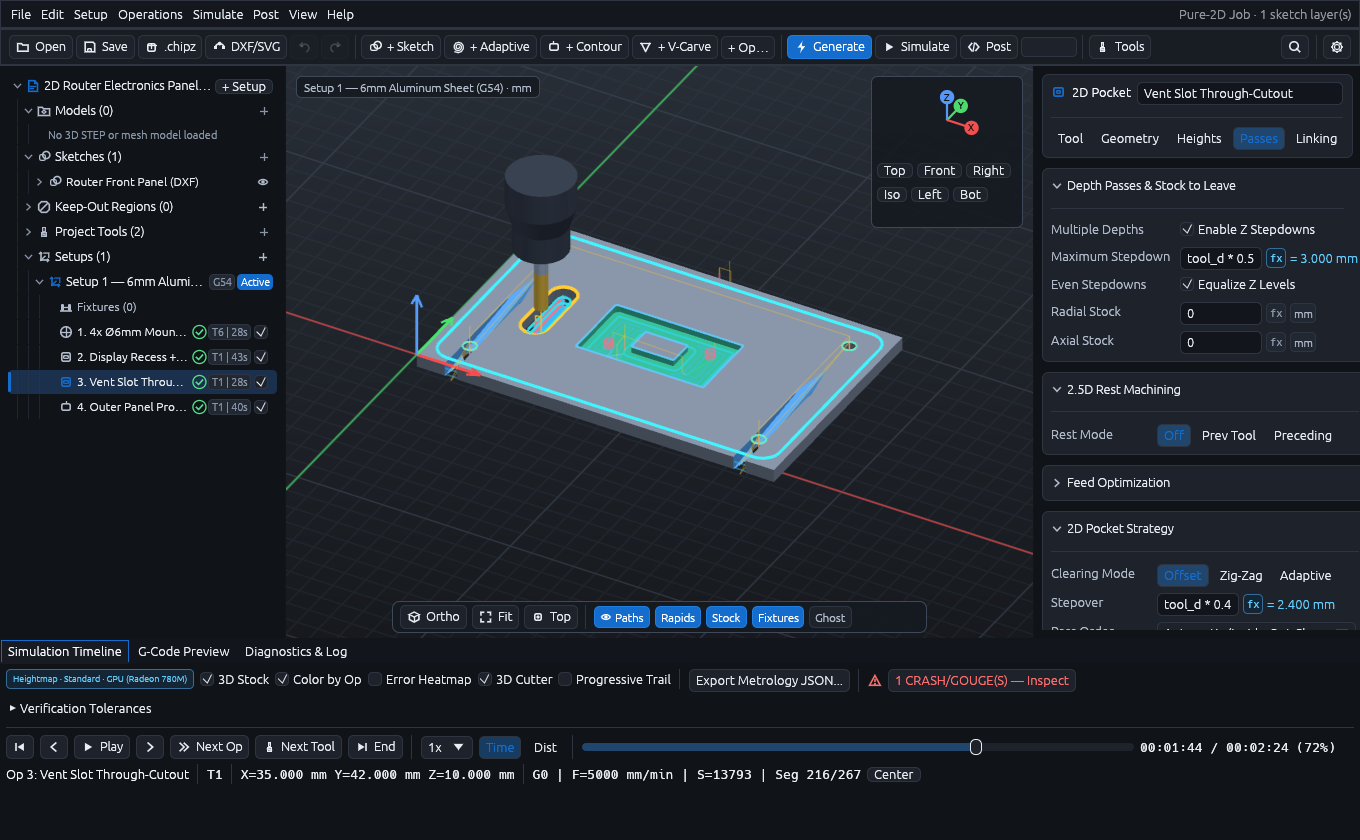 File Edit Setup Operations Simulate Post View Help
Pure-2D Job · 1 sketch layer(s)
Open Save .chipz DXF/SVG + Sketch + Adaptive + Contour + V-Carve + Op... Generate Simulate Post Tools
2D Router Electronics Panel... + Setup
Models (0) +
No 3D STEP or mesh model loaded
Sketches (1) +
Router Front Panel (DXF)
Keep-Out Regions (0) +
Project Tools (2) +
Setups (1) +
Setup 1 — 6mm Alumi... G54 Active
Fixtures (0)
1. 4x Ø6mm Moun... T6 | 28s
2. Display Recess +... T1 | 43s
3. Vent Slot Throu... T1 | 28s
4. Outer Panel Pro... T1 | 40s
Setup 1 — 6mm Aluminum Sheet (G54) · mm
Z
Y
X
Top Front Right
Iso Left Bot
Ortho Fit Top Paths Rapids Stock Fixtures Ghost
2D Pocket Vent Slot Through-Cutout
Tool Geometry Heights Passes Linking
Depth Passes & Stock to Leave
Multiple Depths Enable Z Stepdowns
Maximum Stepdown tool_d * 0.5 fx = 3.000 mm
Even Stepdowns Equalize Z Levels
Radial Stock 0 fx mm
Axial Stock 0 fx mm
2.5D Rest Machining
Rest Mode Off Prev Tool Preceding
Feed Optimization
2D Pocket Strategy
Clearing Mode Offset Zig-Zag Adaptive
Stepover tool_d * 0.4 fx = 2.400 mm
Simulation Timeline G-Code Preview Diagnostics & Log
Heightmap · Standard · GPU (Radeon 780M) 3D Stock Color by Op Error Heatmap 3D Cutter Progressive Trail Export Metrology JSON... 1 CRASH/GOUGE(S) — Inspect
Verification Tolerances
Play Next Op Next Tool End 1x Time Dist 00:01:44 / 00:02:24 (72%)
Op 3: Vent Slot Through-Cutout T1 X=35.000 mm Y=42.000 mm Z=10.000 mm G0 | F=5000 mm/min | S=13793 | Seg 216/267 Center